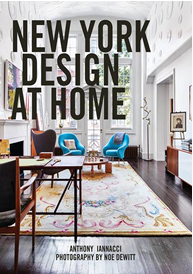 NEW YORK
DESIGN
AT HOME
ANTHONY IANNACCI
PHOTOGRAPHY BY NOE DEWITT